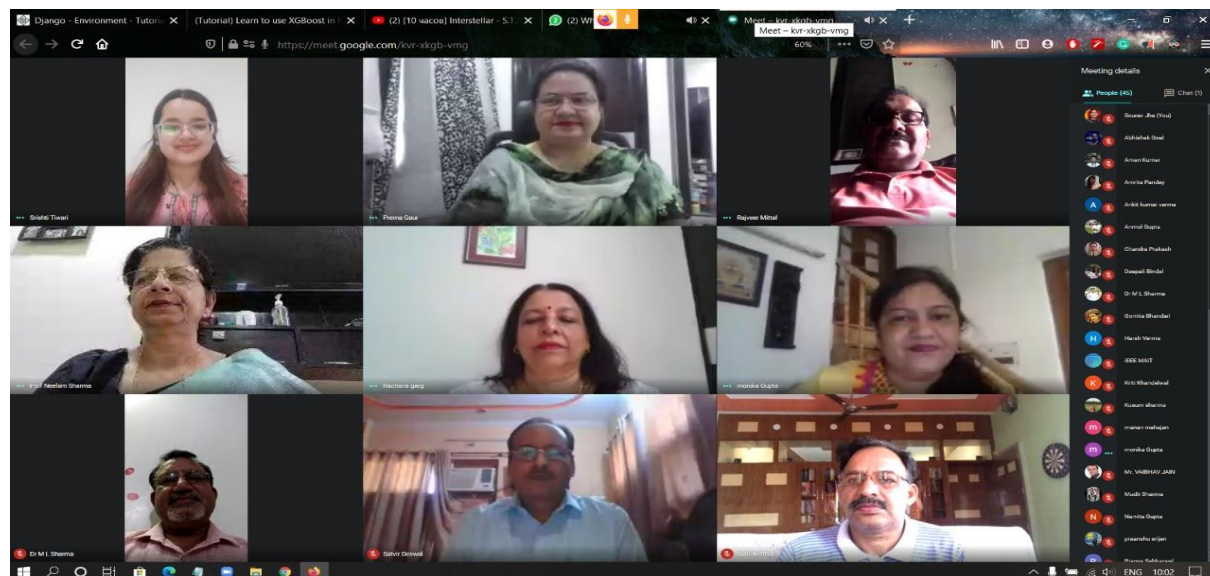 Django - Environment - Tutoria
(Tutorial) Learn to use XGBoost in
(2) [10 часов] Interstellar - S.T.
(2) Wh
Meet – kvr-xkgb-vmg
Meet – kvr-xkgb-vmg
https://meet.google.com/kvr-xkgb-vmg
60%
Meeting details
People (45)
Chat (1)
Sourav Jha (You)
Abhishek Goel
Aman Kumar
Amrita Pandey
Ankit kumar verma
Anmol Gupta
Chandra Prakash
Deepali Bindal
Dr M L Sharma
Gomita Bhandari
Harsh Verma
IEEE MAIT
Kriti Khandelwal
Kusum sharma
manan mahajan
monika Gupta
Mr. VAIBHAV JAIN
Mudit Sharma
Namita Gupta
Srishti Tiwari
Prerna Gaur
Rajveer Mittal
Prof Neelam Sharma
Rachana garg
monika Gupta
Dr M L Sharma
Satvir Deswal
ENG
10:02